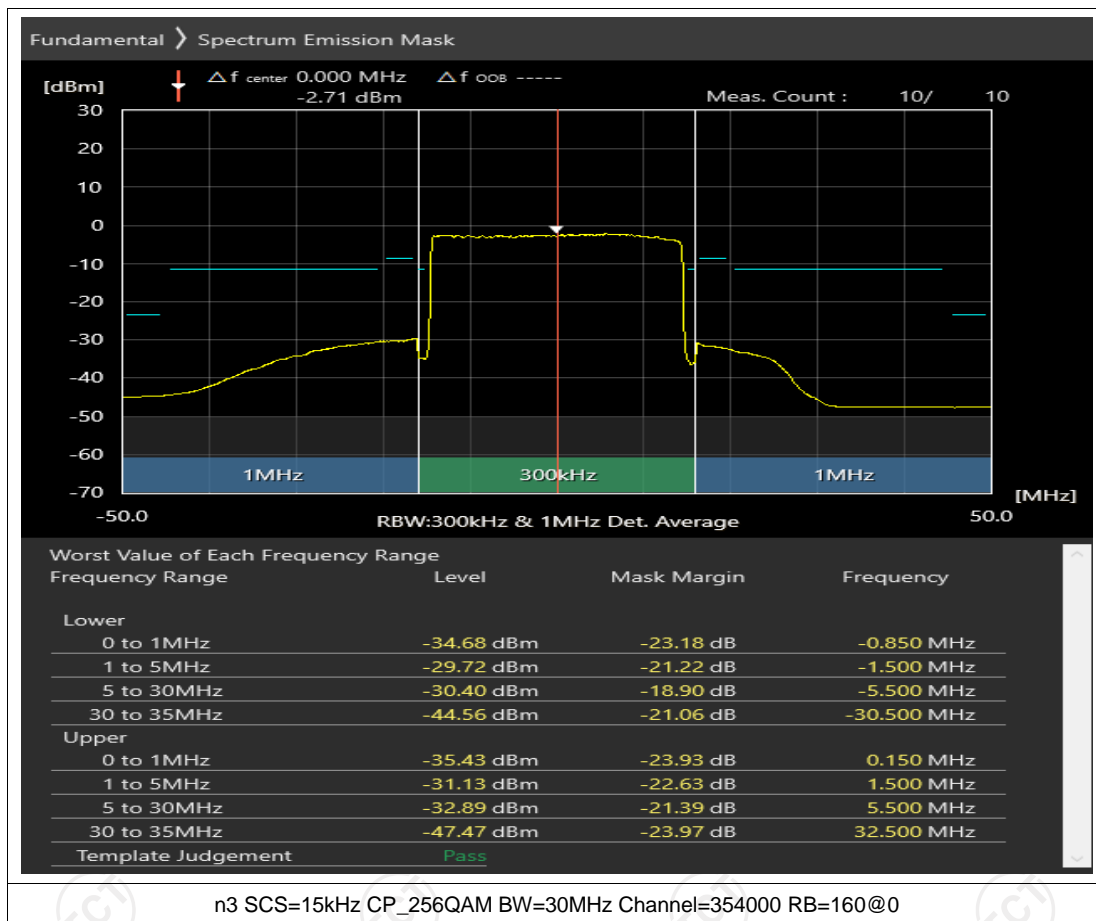 Fundamental ❯ Spectrum Emission Mask
[dBm] Δf center 0.000 MHz Δf OOB -----
-2.71 dBm Meas. Count : 10/ 10
30
20
10
0
-10
-20
-30
-40
-50
-60
1MHz 300kHz 1MHz
-70 [MHz]
-50.0 RBW:300kHz & 1MHz Det. Average 50.0
Worst Value of Each Frequency Range
Frequency Range Level Mask Margin Frequency
Lower
0 to 1MHz -34.68 dBm -23.18 dB -0.850 MHz
1 to 5MHz -29.72 dBm -21.22 dB -1.500 MHz
5 to 30MHz -30.40 dBm -18.90 dB -5.500 MHz
30 to 35MHz -44.56 dBm -21.06 dB -30.500 MHz
Upper
0 to 1MHz -35.43 dBm -23.93 dB 0.150 MHz
1 to 5MHz -31.13 dBm -22.63 dB 1.500 MHz
5 to 30MHz -32.89 dBm -21.39 dB 5.500 MHz
30 to 35MHz -47.47 dBm -23.97 dB 32.500 MHz
Template Judgement Pass
n3 SCS=15kHz CP_256QAM BW=30MHz Channel=354000 RB=160@0